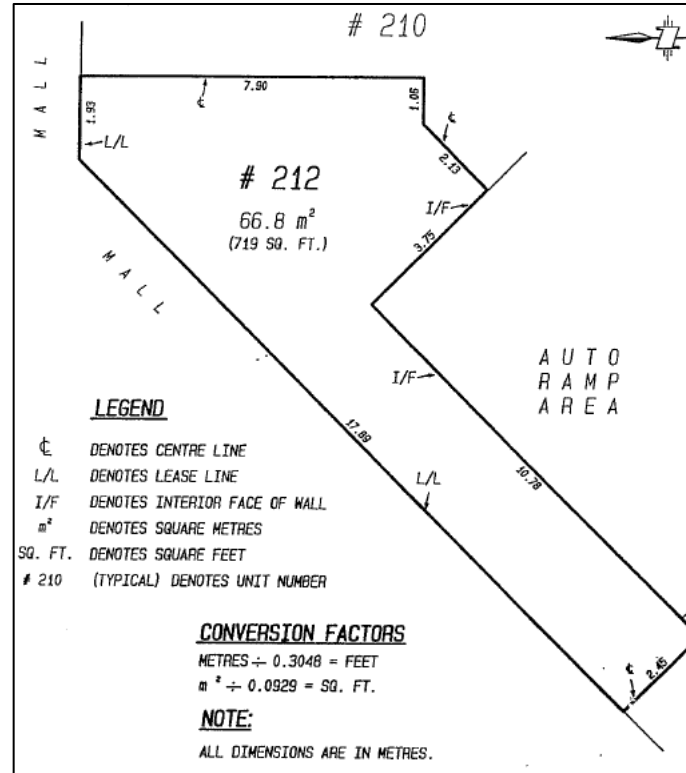 # 210
MALL
1.93
7.90
℄
1.06
℄
2.13
L/L
# 212
66.8 m²
(719 SQ. FT.)
I/F
3.75
MALL
I/F
AUTO
RAMP
AREA
17.89
10.78
L/L
℄
2.45
LEGEND
℄ DENOTES CENTRE LINE
L/L DENOTES LEASE LINE
I/F DENOTES INTERIOR FACE OF WALL
m² DENOTES SQUARE METRES
SQ. FT. DENOTES SQUARE FEET
# 210 (TYPICAL) DENOTES UNIT NUMBER
CONVERSION FACTORS
METRES ÷ 0.3048 = FEET
m² ÷ 0.0929 = SQ. FT.
NOTE:
ALL DIMENSIONS ARE IN METRES.